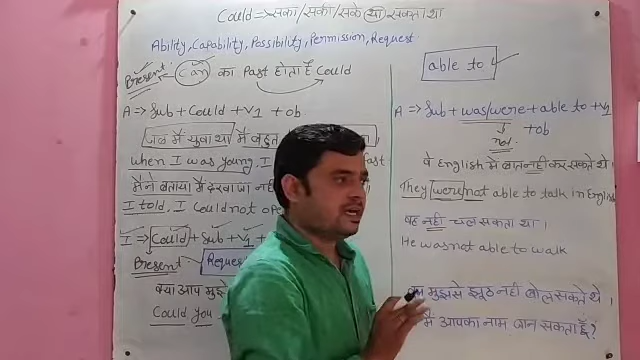 Could => सका/सकी/सके था सकता था
Ability, Capability, Possibility, Permission, Request.
Present Can का Past होता हैं Could
A => Sub + Could + V1 + ob
जब मैं युवा था मैं बहुत
when I was young, I fast
मैंने बताया मैं नहीं
I told, I Could not
I => Could + Sub + V1 +
Present Request
क्या आप मुझे
Could You
able to
A => Sub + was/were + able to + V1
not + ob
वे English में बात नही कर सकते थे.
They were not able to talk in English
वह नही चल सकता था।
He was not able to walk
मुझसे झूठ नही बोल सकते थे,
मैं आपका नाम जान सकता हूँ?